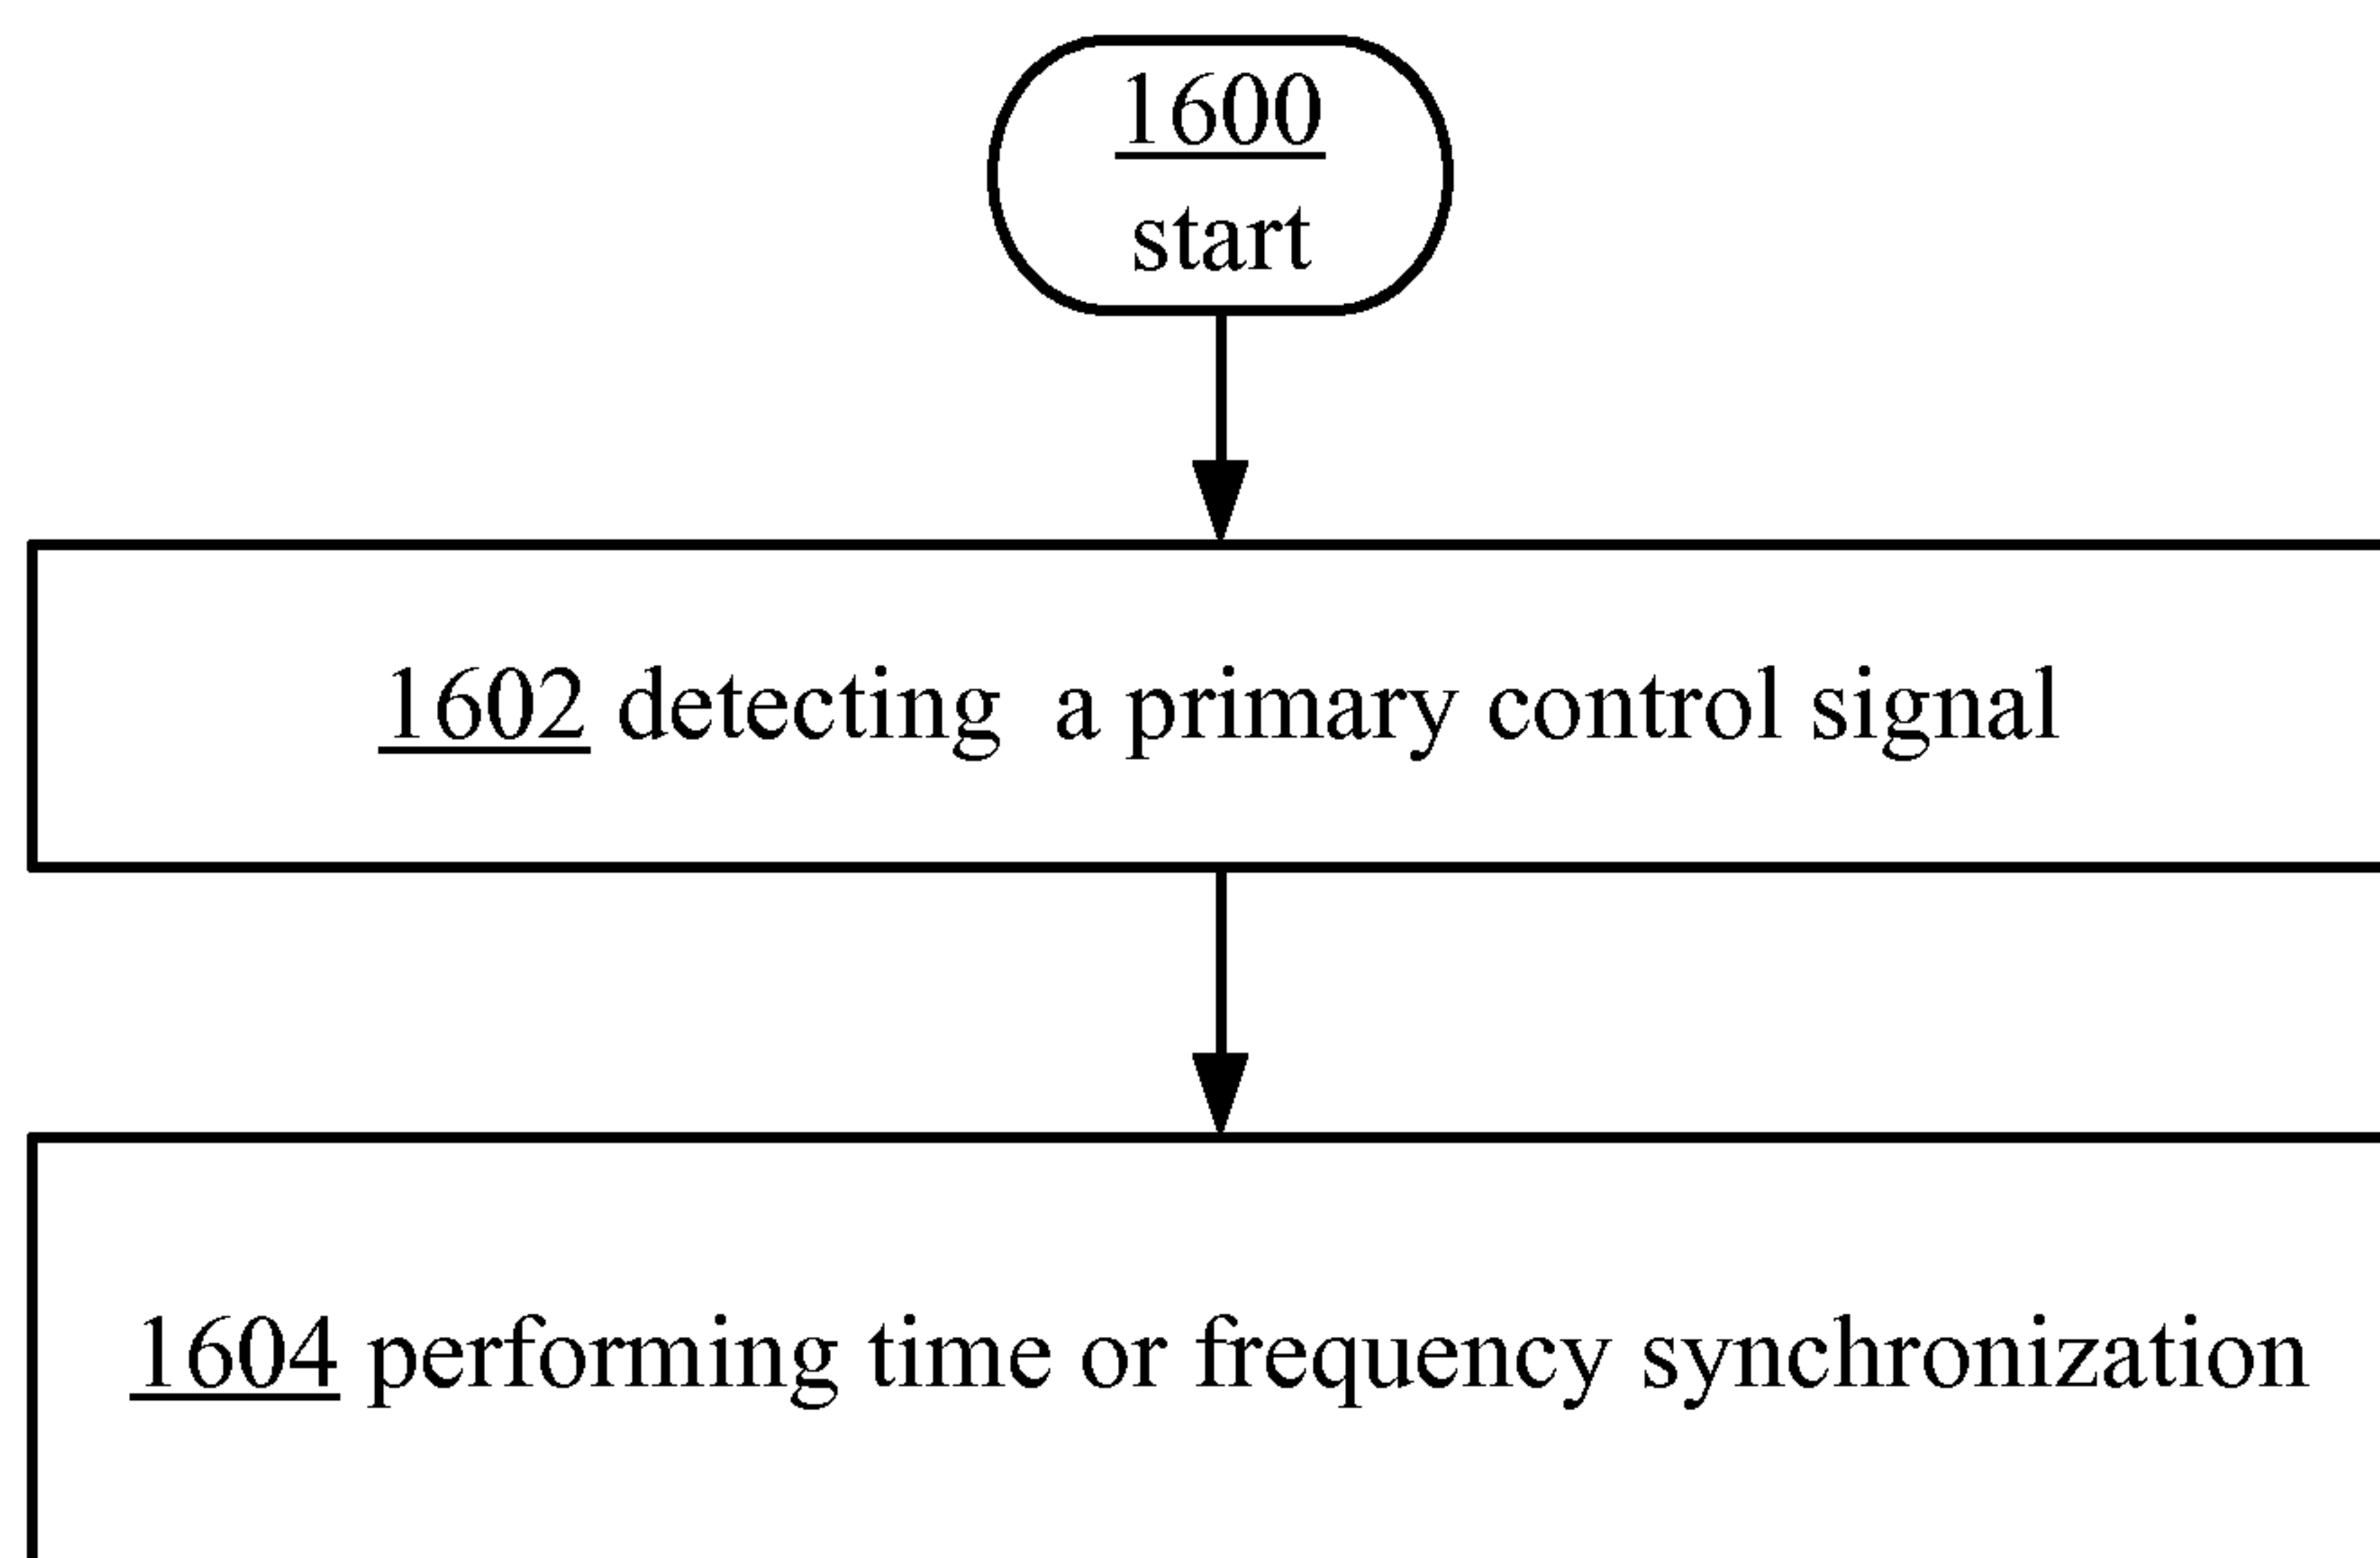 1600
start
1602 detecting a primary control signal
1604 performing time or frequency synchronization